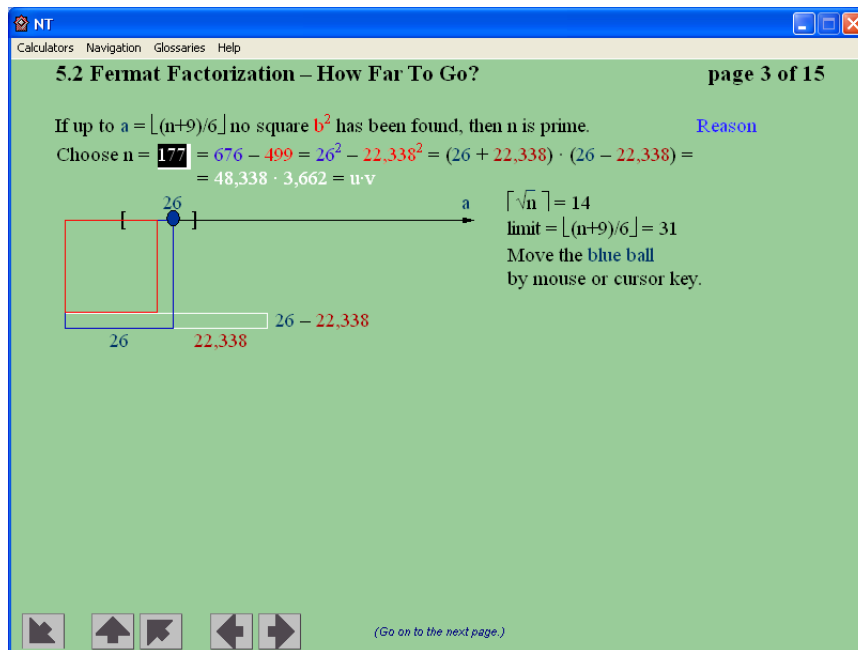 NT
Calculators Navigation Glossaries Help
5.2 Fermat Factorization – How Far To Go? page 3 of 15
If up to a = ⌊(n+9)/6⌋ no square b² has been found, then n is prime. Reason
Choose n = 177 = 676 – 499 = 26² – 22,338² = (26 + 22,338) · (26 – 22,338) =
= 48,338 · 3,662 = u·v
26
[ ] a
⌈√n⌉ = 14
limit = ⌊(n+9)/6⌋ = 31
Move the blue ball
by mouse or cursor key.
26 – 22,338
26 22,338
(Go on to the next page.)